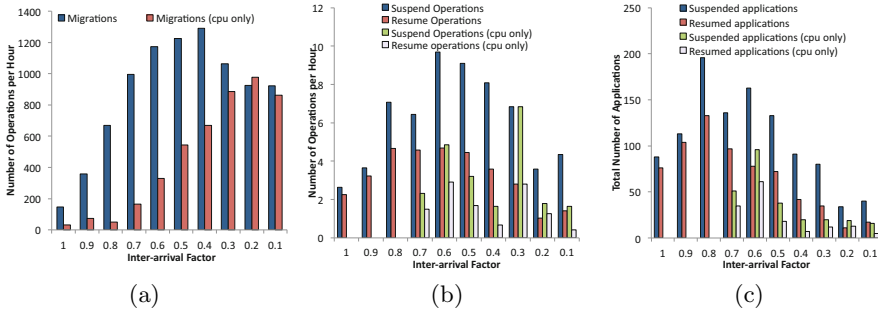 Migrations
Migrations (cpu only)
Number of Operations per Hour
1400
1200
1000
800
600
400
200
0
1 0.9 0.8 0.7 0.6 0.5 0.4 0.3 0.2 0.1
Inter-arrival Factor
(a)
Suspend Operations
Resume Operations
Suspend Operations (cpu only)
Resume operations (cpu only)
Number of Operations per Hour
12
10
8
6
4
2
0
1 0.9 0.8 0.7 0.6 0.5 0.4 0.3 0.2 0.1
Inter-arrival Factor
(b)
Suspended applications
Resumed applications
Suspended applications (cpu only)
Resumed applications (cpu only)
Total Number of Applications
250
200
150
100
50
0
1 0.9 0.8 0.7 0.6 0.5 0.4 0.3 0.2 0.1
Inter-arrival Factor
(c)